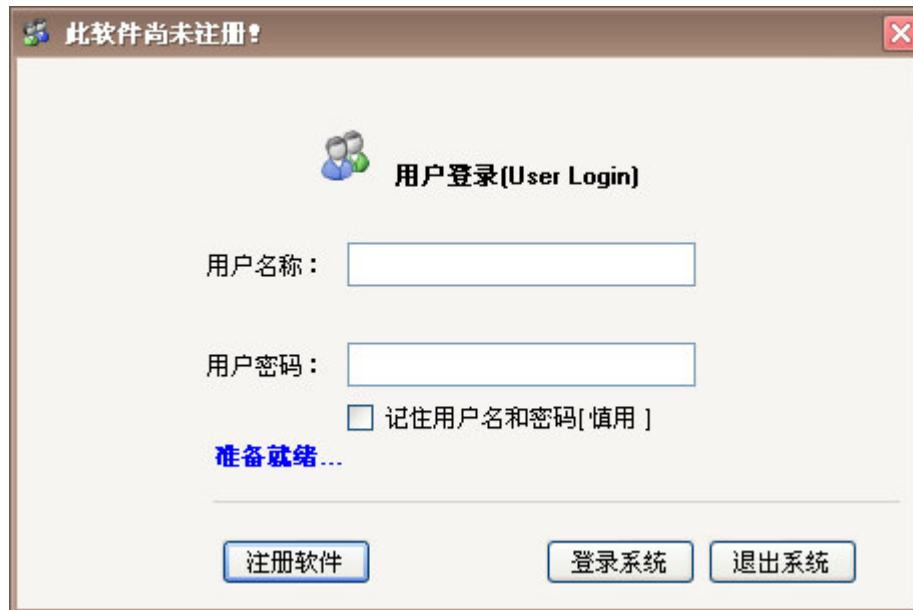 此软件尚未注册!
用户登录(User Login)
用户名称：
用户密码：
记住用户名和密码[ 慎用 ]
准备就绪...
注册软件 登录系统 退出系统